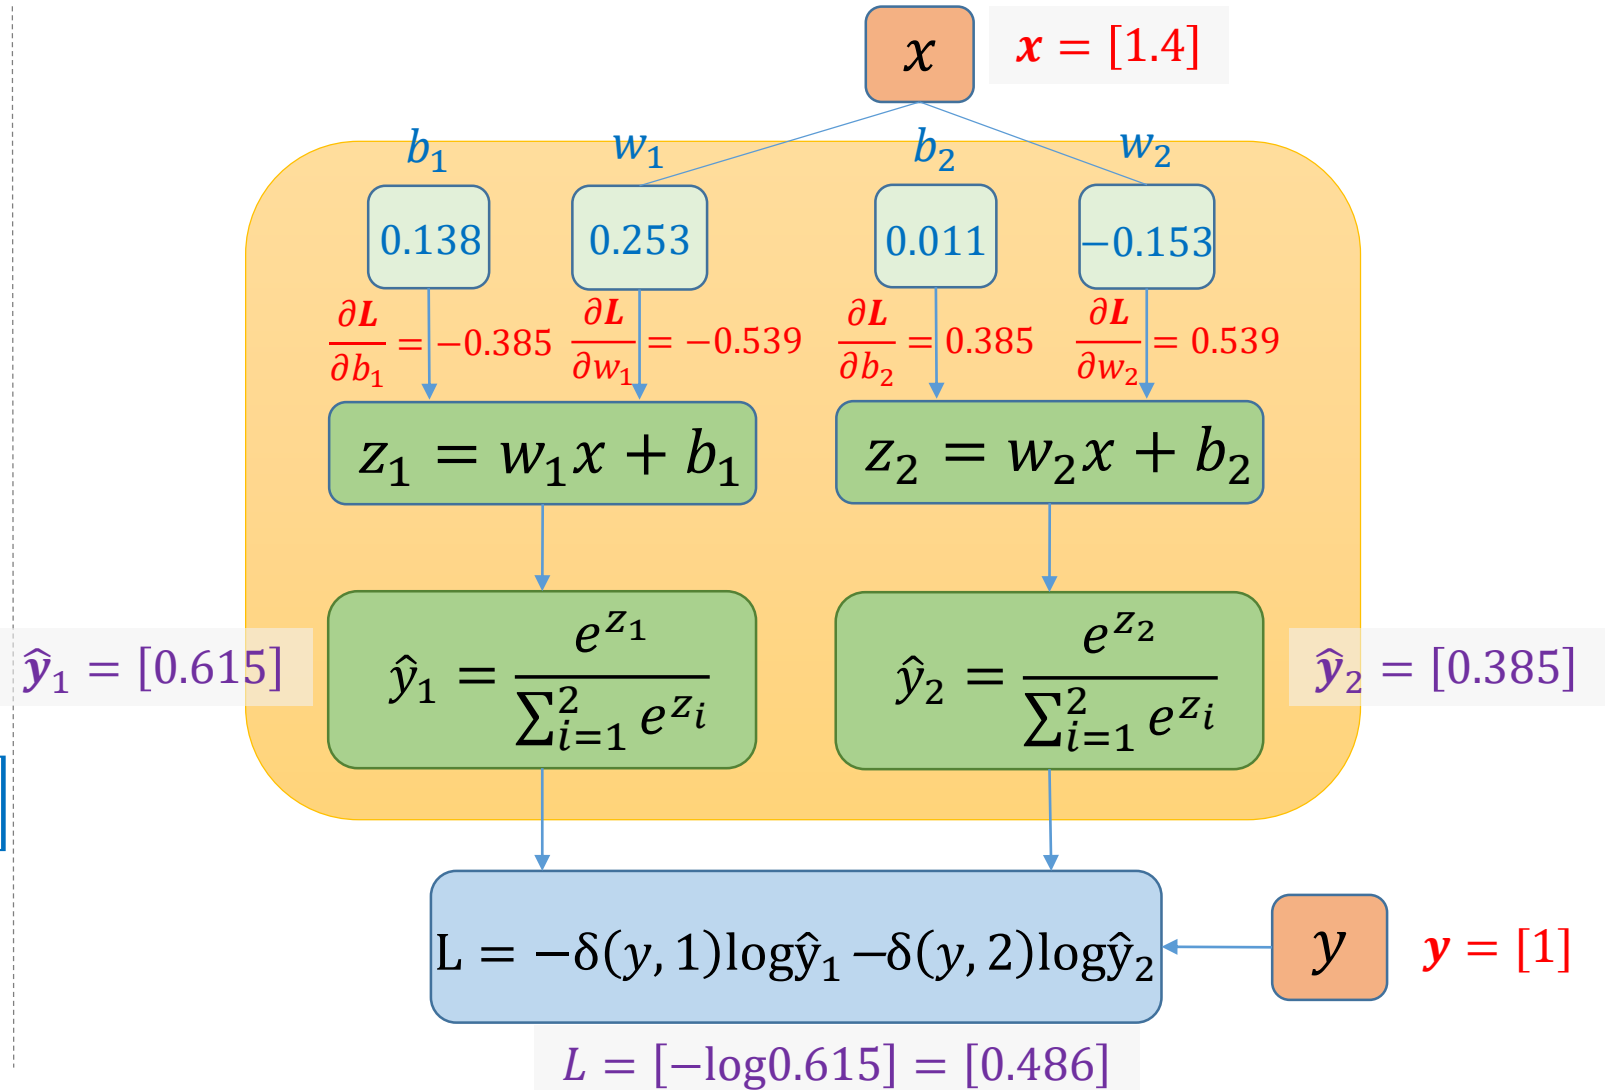 x
x = [1.4]
b₁ w₁ b₂ w₂
0.138 0.253 0.011 −0.153
∂L/∂b₁ = −0.385 ∂L/∂w₁ = −0.539 ∂L/∂b₂ = 0.385 ∂L/∂w₂ = 0.539
z₁ = w₁x + b₁ z₂ = w₂x + b₂
ŷ₁ = [0.615]
ŷ₁ = e^{z₁} / ∑_{i=1}^{2} e^{z_i}
ŷ₂ = e^{z₂} / ∑_{i=1}^{2} e^{z_i}
ŷ₂ = [0.385]
]
L = −δ(y, 1)logŷ₁ −δ(y, 2)logŷ₂
y
y = [1]
L = [−log0.615] = [0.486]